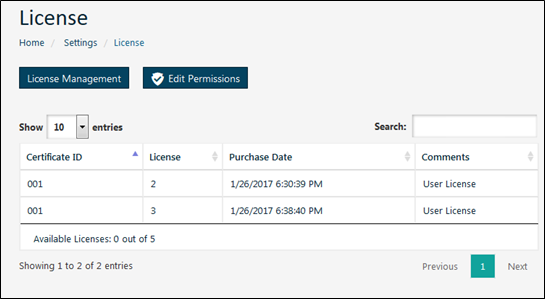 License
Home / Settings / License
License Management Edit Permissions
Show 10 entries Search:
Certificate ID License Purchase Date Comments
001 2 1/26/2017 6:30:39 PM User License
001 3 1/26/2017 6:38:40 PM User License
Available Licenses: 0 out of 5
Showing 1 to 2 of 2 entries Previous 1 Next